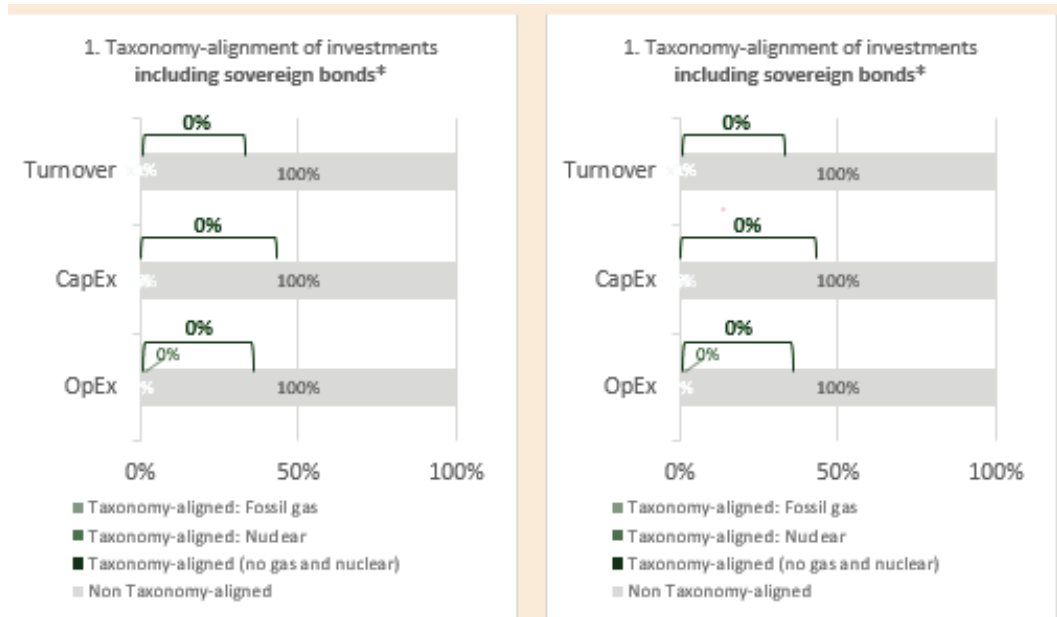 1. Taxonomy-alignment of investments
including sovereign bonds*
0%
Turnover
100%
0%
CapEx
100%
0%
0%
OpEx
100%
0% 50% 100%
Taxonomy-aligned: Fossil gas
Taxonomy-aligned: Nuclear
Taxonomy-aligned (no gas and nuclear)
Non Taxonomy-aligned
1. Taxonomy-alignment of investments
including sovereign bonds*
0%
Turnover
100%
0%
CapEx
100%
0%
0%
OpEx
100%
0% 50% 100%
Taxonomy-aligned: Fossil gas
Taxonomy-aligned: Nuclear
Taxonomy-aligned (no gas and nuclear)
Non Taxonomy-aligned